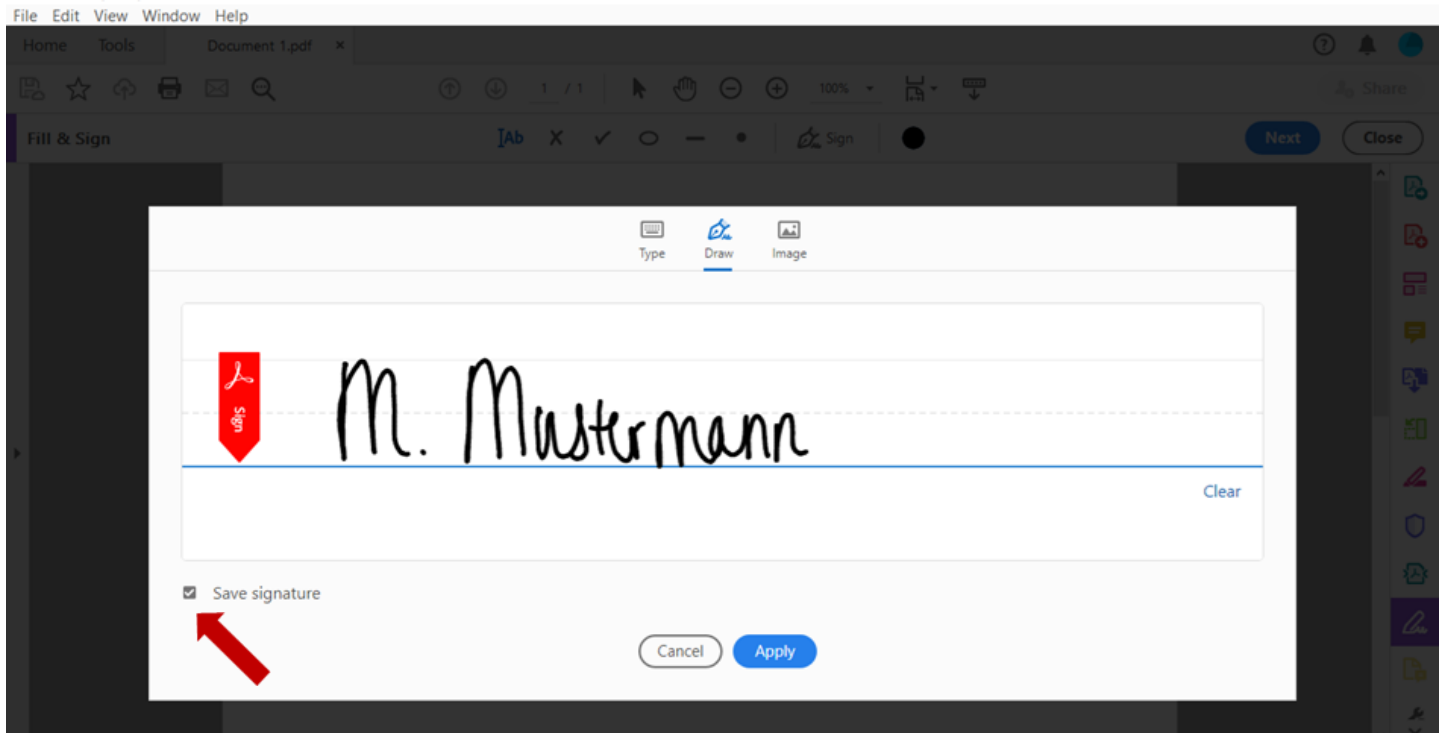 File Edit View Window Help
Home Tools Document 1.pdf ×
1 / 1 100% Share
Fill & Sign IAb X Sign Next Close
Type Draw Image
Sign M. Mustermann
Clear
Save signature
Cancel Apply